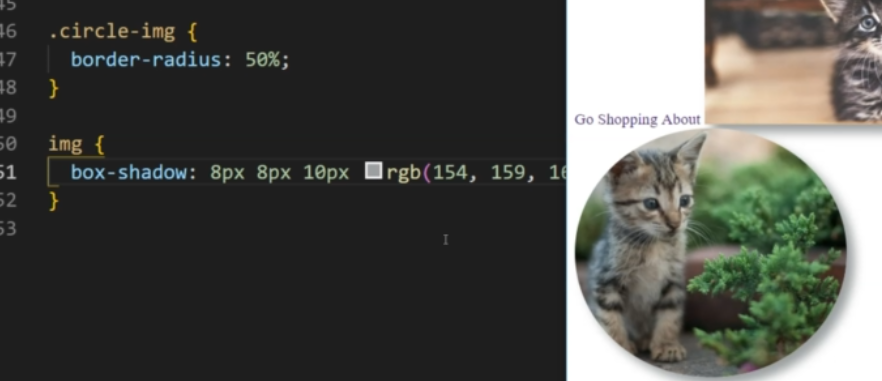 45
46 .circle-img {
47 border-radius: 50%;
48 }
49
50 img {
51 box-shadow: 8px 8px 10px rgb(154, 159, 16
52 }
53
Go Shopping About